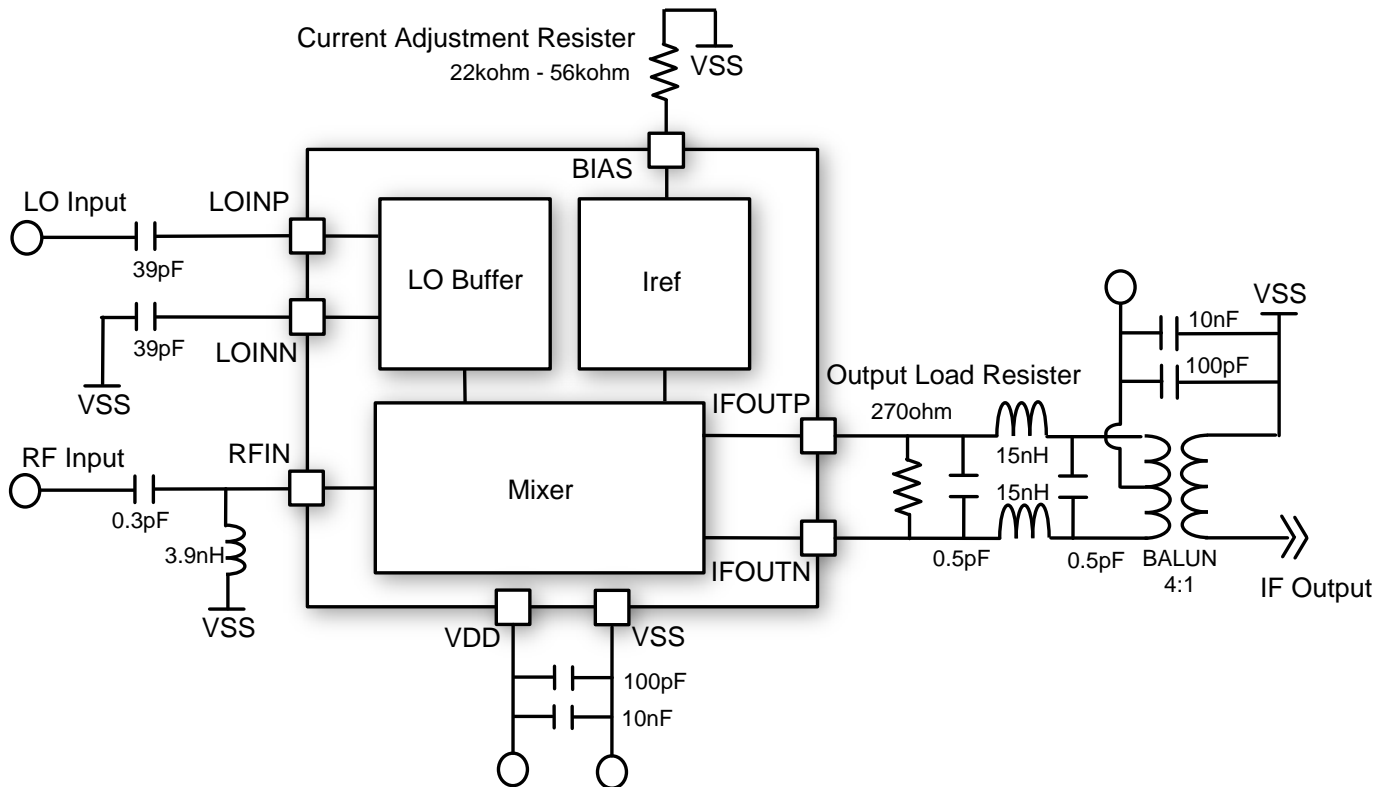 Current Adjustment Resister
22kohm - 56kohm
VSS
BIAS
LO Input
LOINP
39pF
LO Buffer
Iref
LOINN
39pF
VSS
VSS
10nF
100pF
Output Load Resister
270ohm
IFOUTP
RF Input
RFIN
0.3pF
3.9nH
VSS
Mixer
15nH
15nH
IFOUTN
0.5pF
0.5pF
BALUN
4:1
IF Output
VDD
VSS
100pF
10nF